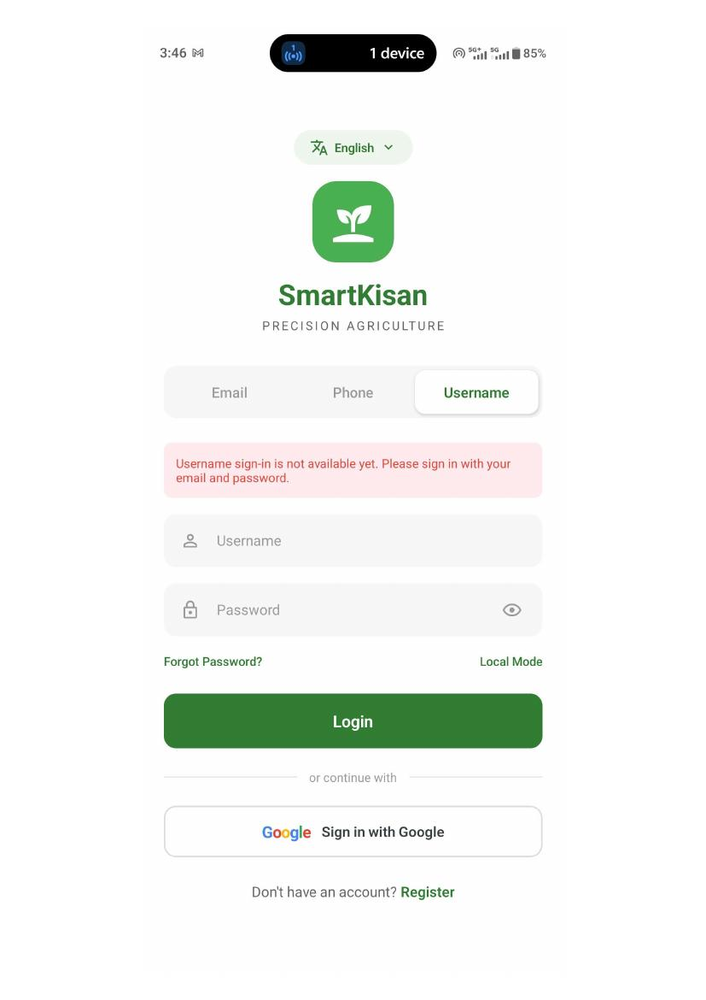 3:46
1
1 device
5G+ 5G 85%
English
SmartKisan
PRECISION AGRICULTURE
Email Phone Username
Username sign-in is not available yet. Please sign in with your
email and password.
Username
Password
Forgot Password? Local Mode
Login
or continue with
Google Sign in with Google
Don't have an account? Register